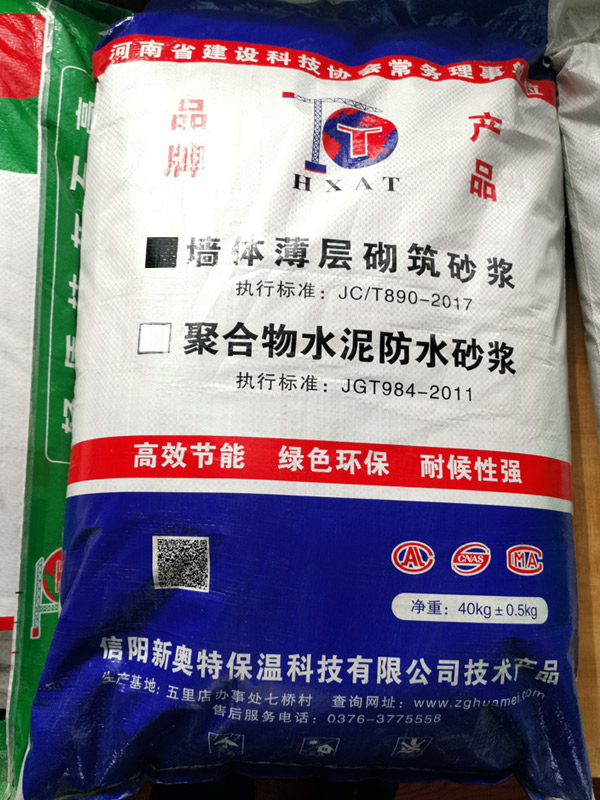 河南省建设科技协会常务理事单位
品牌
产品
HXAT
墙体薄层砌筑砂浆
执行标准：JC/T890-2017
聚合物水泥防水砂浆
执行标准：JGT984-2011
高效节能 绿色环保 耐候性强
CAL
CNAS
CMA
净重：40kg±0.5kg
信阳新奥特保温科技有限公司技术产品
生产基地：五里店办事处七桥村 查询网址：www.zghuamei.com
售后服务电话：0376-3775558